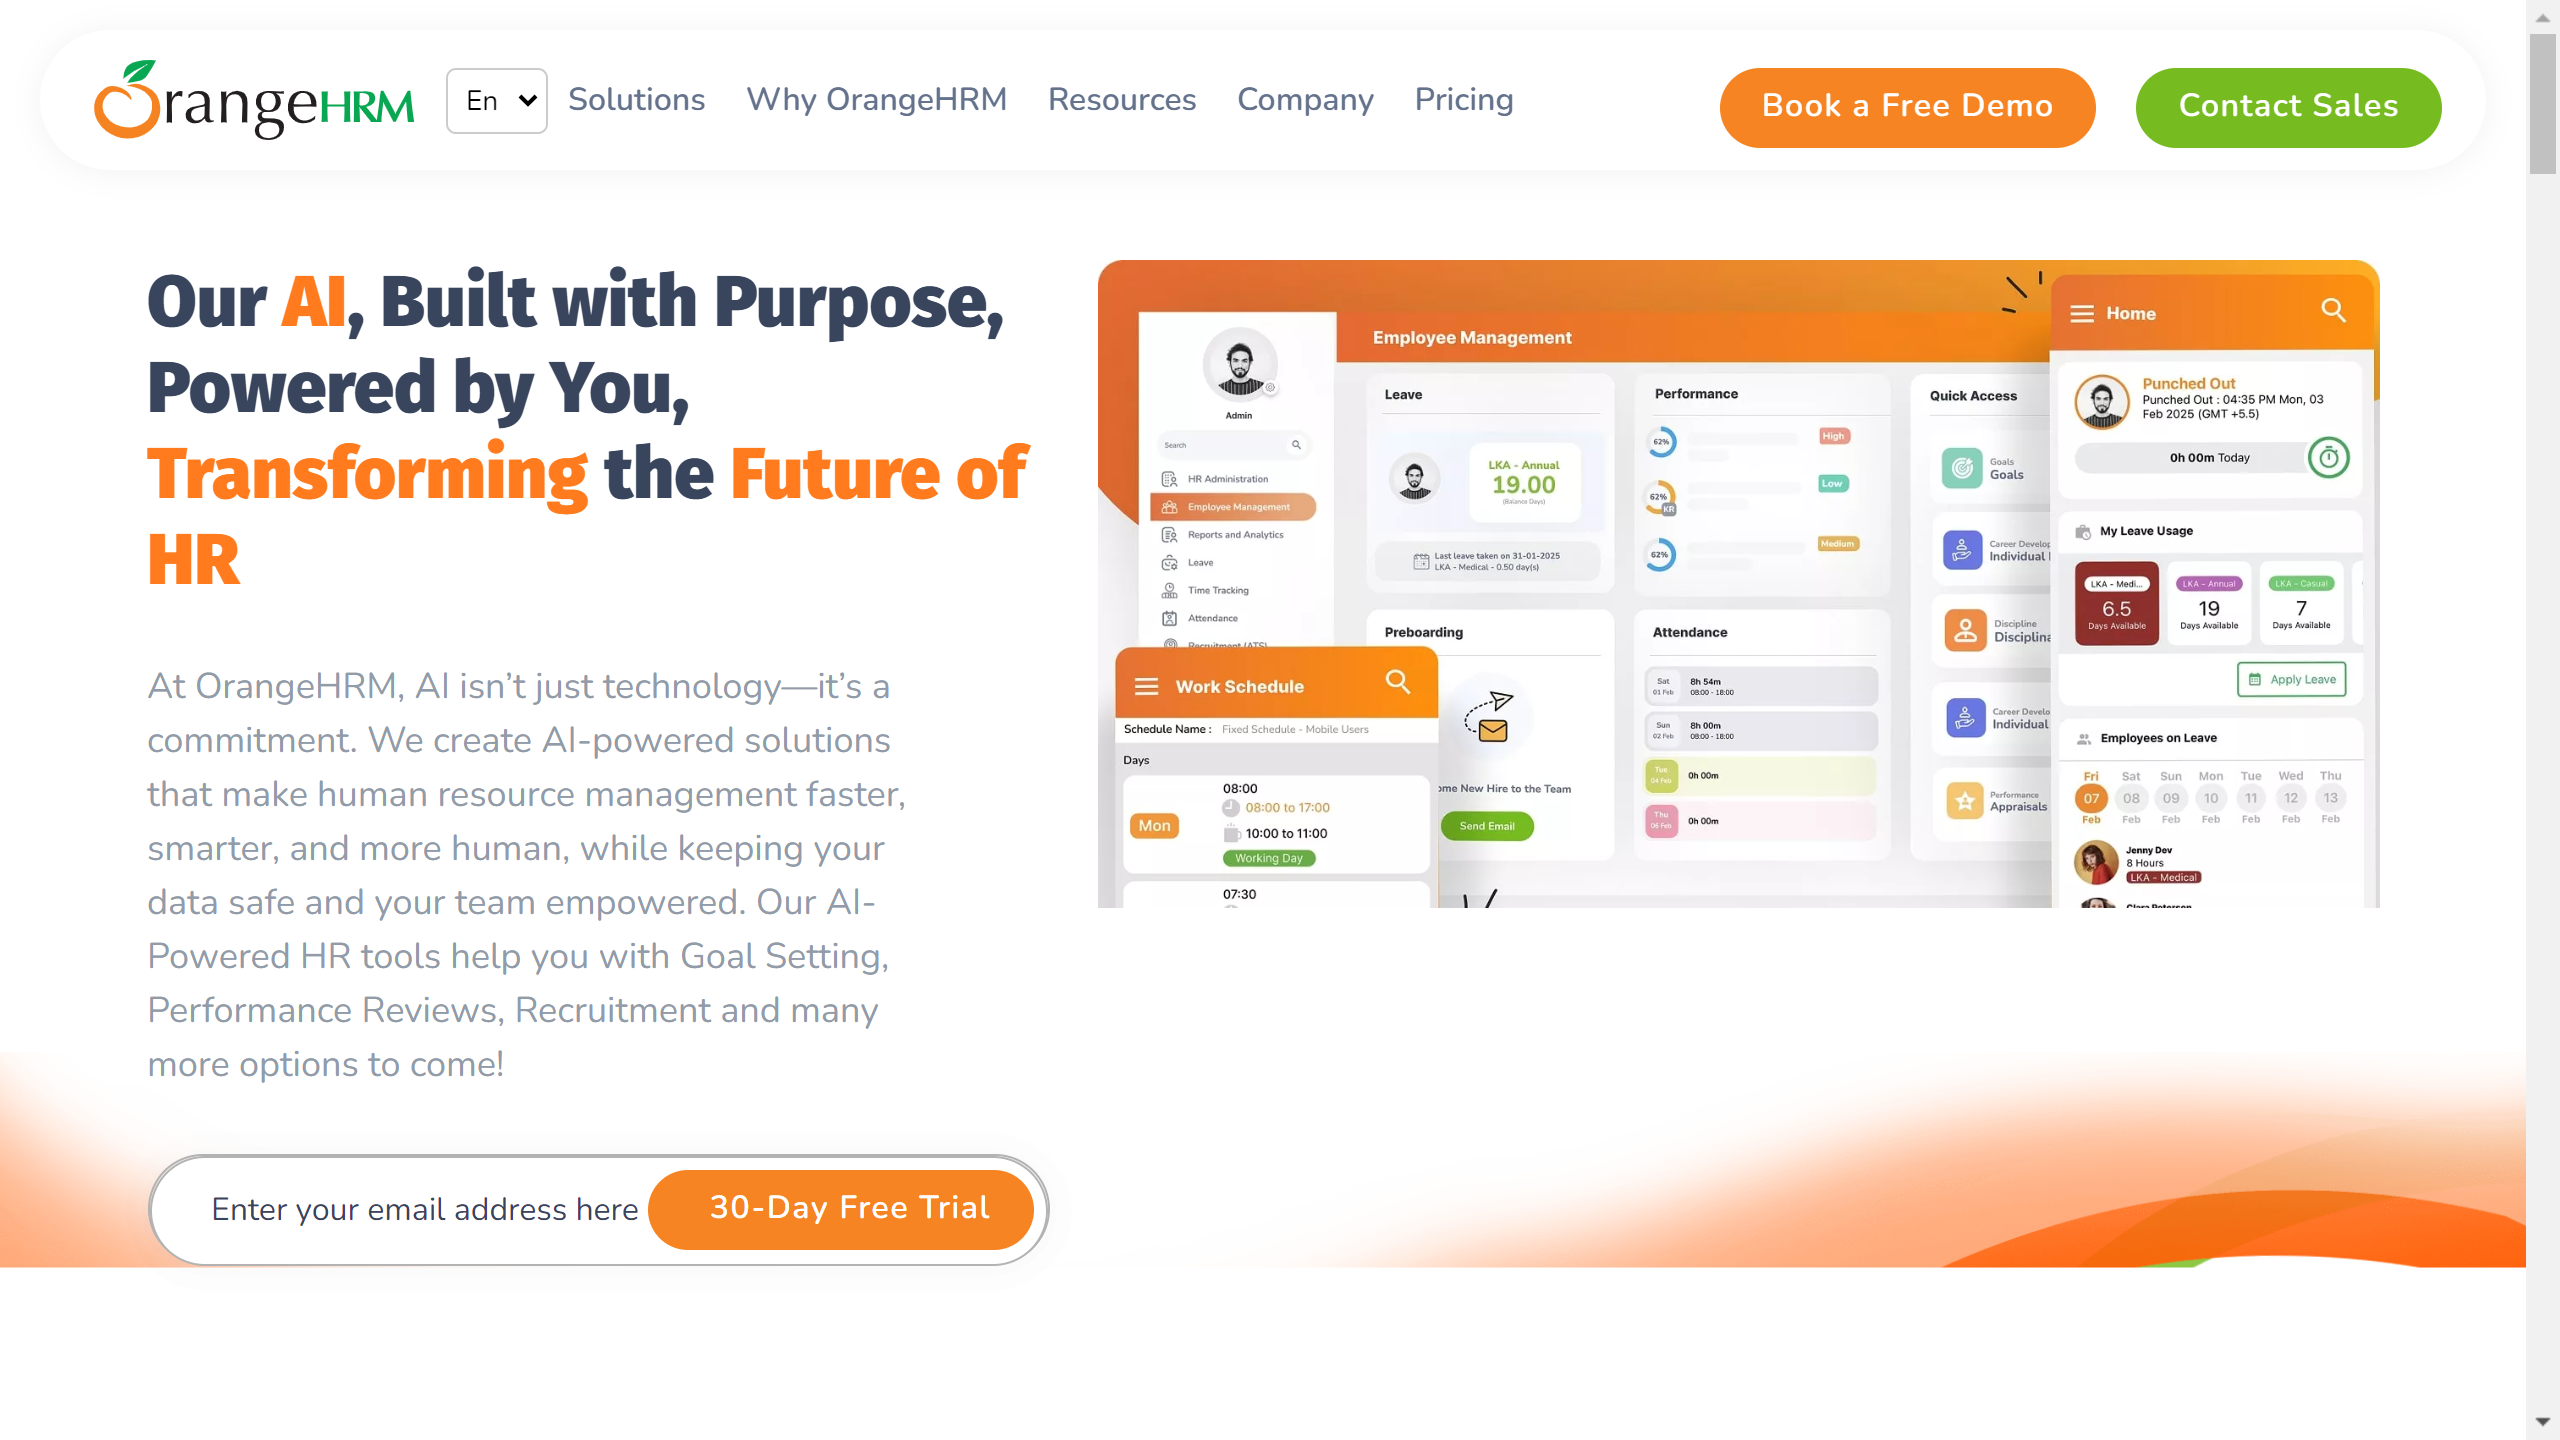 OrangeHRM
En
Solutions
Why OrangeHRM
Resources
Company
Pricing
Book a Free Demo
Contact Sales
Our AI, Built with Purpose,
Powered by You,
Transforming the Future of
HR
At OrangeHRM, AI isn’t just technology—it’s a
commitment. We create AI-powered solutions
that make human resource management faster,
smarter, and more human, while keeping your
data safe and your team empowered. Our AI-
Powered HR tools help you with Goal Setting,
Performance Reviews, Recruitment and many
more options to come!
Enter your email address here
30-Day Free Trial
Employee Management
Admin
Search
HR Administration
Employee Management
Reports and Analytics
Leave
Time Tracking
Attendance
Recruitment (ATS)
Leave
LKA - Annual
19.00
(Balance Days)
Last leave taken on 31-01-2025
LKA - Medical - 0.50 day(s)
Performance
62%
High
62%
KR
Low
62%
Medium
Quick Access
Goals
Goals
Career Develop
Individual
Discipline
Disciplina
Career Develo
Individual
Performance
Appraisals
Preboarding
ome New Hire to the Team
Send Email
Attendance
Sat
01 Feb
8h 54m
08:00 - 18:00
Sun
02 Feb
8h 00m
08:00 - 18:00
Tue
04 Feb
0h 00m
Thu
06 Feb
0h 00m
Work Schedule
Schedule Name :
Fixed Schedule - Mobile Users
Days
Mon
08:00
08:00 to 17:00
10:00 to 11:00
Working Day
07:30
Home
Punched Out
Punched Out : 04:35 PM Mon, 03
Feb 2025 (GMT +5.5)
0h 00m Today
My Leave Usage
LKA - Medi...
6.5
Days Available
LKA - Annual
19
Days Available
LKA - Casual
7
Days Available
Apply Leave
Employees on Leave
Fri Sat Sun Mon Tue Wed Thu
07 08 09 10 11 12 13
Feb Feb Feb Feb Feb Feb Feb
Jenny Dev
8 Hours
LKA - Medical
Clara Peterson